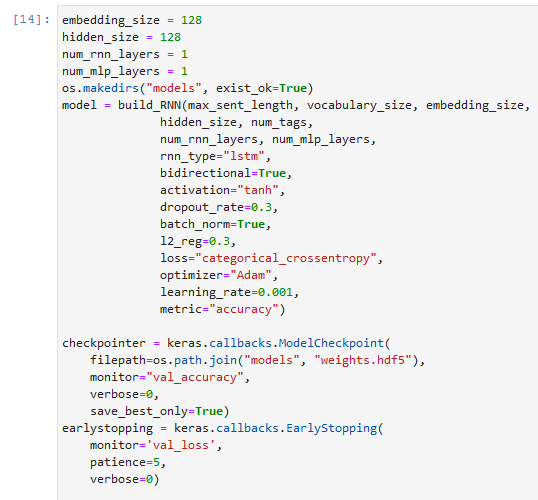 [14]: embedding_size = 128
hidden_size = 128
num_rnn_layers = 1
num_mlp_layers = 1
os.makedirs("models", exist_ok=True)
model = build_RNN(max_sent_length, vocabulary_size, embedding_size,
hidden_size, num_tags,
num_rnn_layers, num_mlp_layers,
rnn_type="lstm",
bidirectional=True,
activation="tanh",
dropout_rate=0.3,
batch_norm=True,
l2_reg=0.3,
loss="categorical_crossentropy",
optimizer="Adam",
learning_rate=0.001,
metric="accuracy")
checkpointer = keras.callbacks.ModelCheckpoint(
filepath=os.path.join("models", "weights.hdf5"),
monitor="val_accuracy",
verbose=0,
save_best_only=True)
earlystopping = keras.callbacks.EarlyStopping(
monitor='val_loss',
patience=5,
verbose=0)